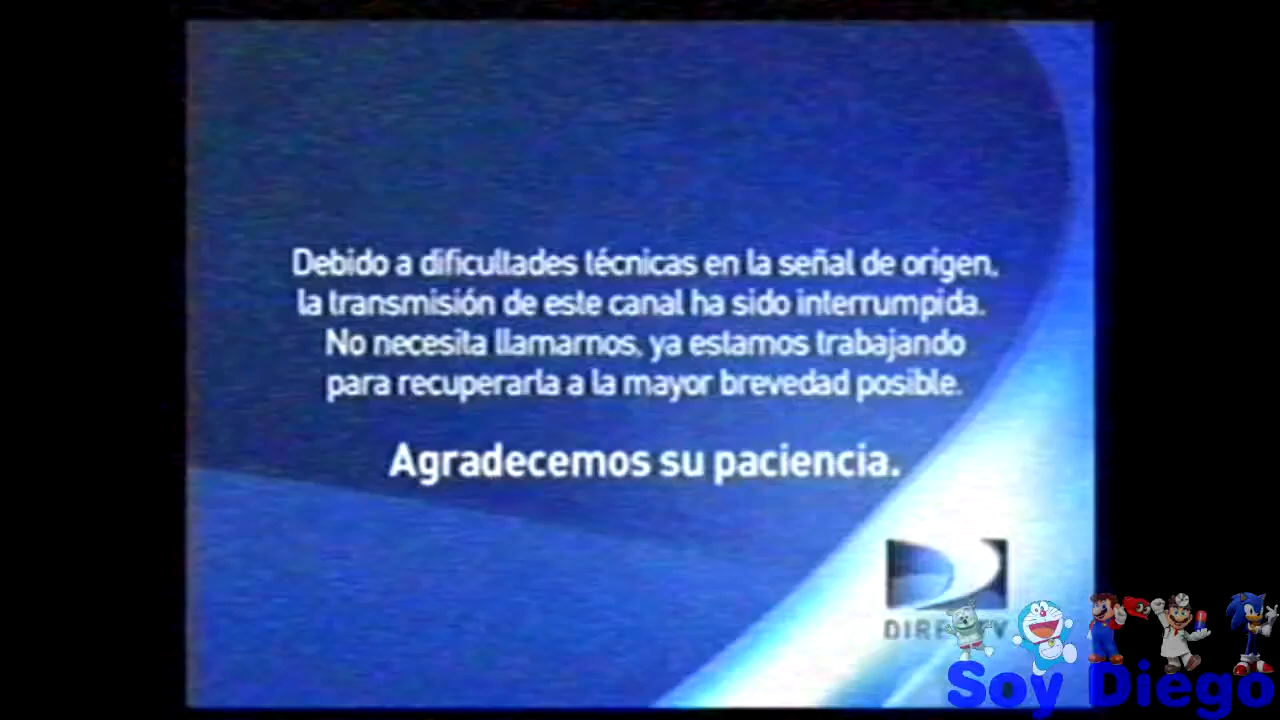 Debido a dificultades técnicas en la señal de origen,
la transmisión de este canal ha sido interrumpida.
No necesita llamarnos, ya estamos trabajando
para recuperarla a la mayor brevedad posible.
Agradecemos su paciencia.
DIRECTV
Soy Diego